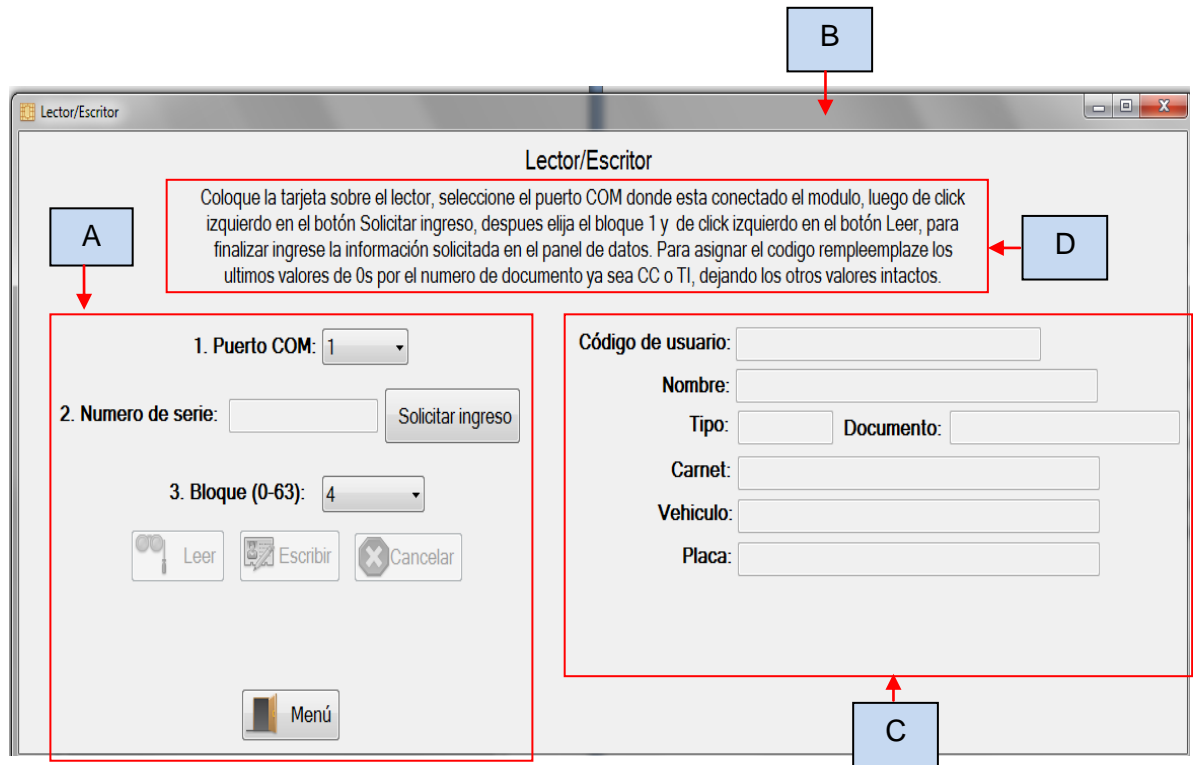 B
Lector/Escritor
Lector/Escritor
Coloque la tarjeta sobre el lector, seleccione el puerto COM donde esta conectado el modulo, luego de click
izquierdo en el botón Solicitar ingreso, despues elija el bloque 1 y de click izquierdo en el botón Leer, para
finalizar ingrese la información solicitada en el panel de datos. Para asignar el codigo rempleemplaze los
ultimos valores de 0s por el numero de documento ya sea CC o TI, dejando los otros valores intactos.
A
D
1. Puerto COM: 1
2. Numero de serie: Solicitar ingreso
3. Bloque (0-63): 4
Leer Escribir Cancelar
Menú
Código de usuario:
Nombre:
Tipo: Documento:
Carnet:
Vehiculo:
Placa:
C